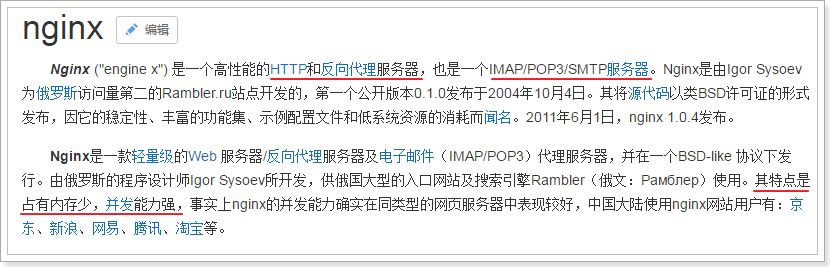 nginx 编辑
Nginx ("engine x") 是一个高性能的HTTP和反向代理服务器，也是一个IMAP/POP3/SMTP服务器。Nginx是由Igor Sysoev
为俄罗斯访问量第二的Rambler.ru站点开发的，第一个公开版本0.1.0发布于2004年10月4日。其将源代码以类BSD许可证的形式
发布，因它的稳定性、丰富的功能集、示例配置文件和低系统资源的消耗而闻名。2011年6月1日，nginx 1.0.4发布。
Nginx是一款轻量级的Web 服务器/反向代理服务器及电子邮件（IMAP/POP3）代理服务器，并在一个BSD-like 协议下发
行。由俄罗斯的程序设计师Igor Sysoev所开发，供俄国大型的入口网站及搜索引擎Rambler（俄文：Рамблер）使用。其特点是
占有内存少，并发能力强，事实上nginx的并发能力确实在同类型的网页服务器中表现较好，中国大陆使用nginx网站用户有：京
东、新浪、网易、腾讯、淘宝等。